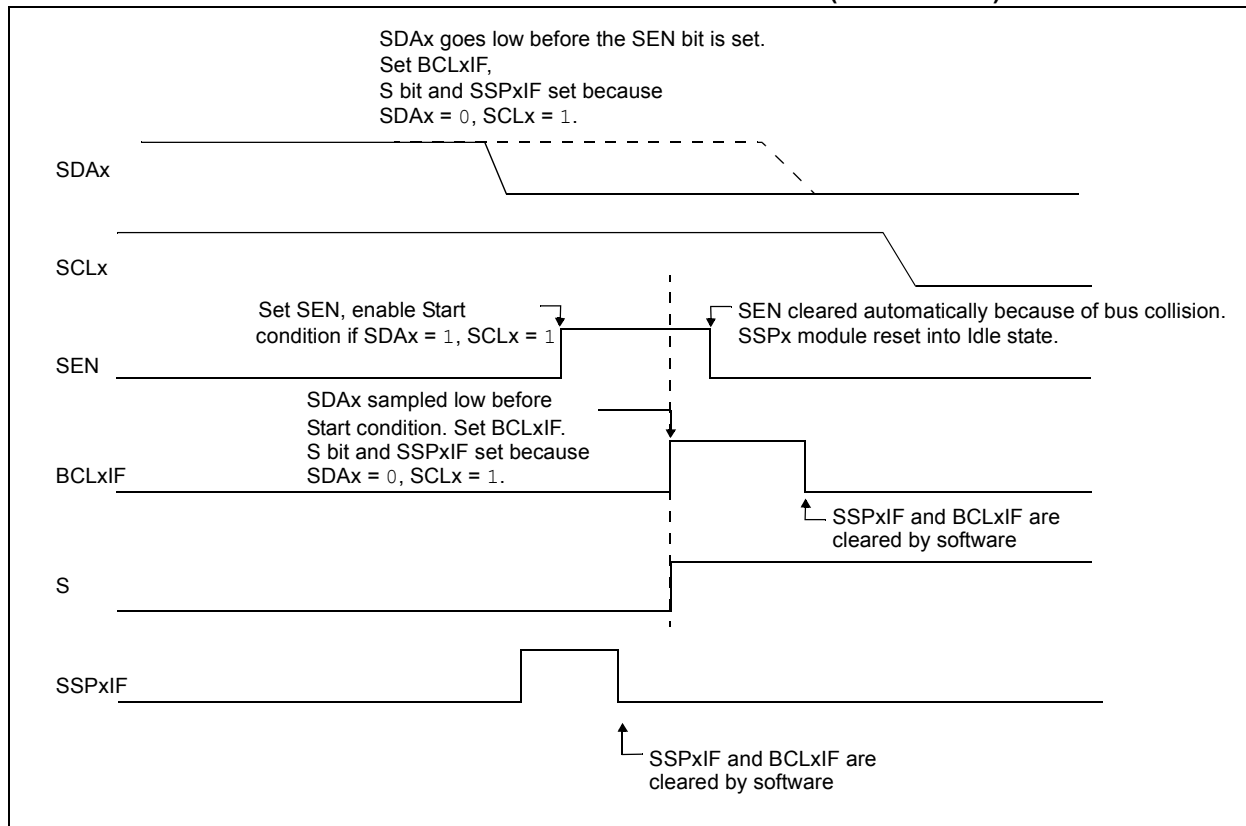 SDAx goes low before the SEN bit is set.
Set BCLxIF,
S bit and SSPxIF set because
SDAx = 0, SCLx = 1.
SDAx
SCLx
Set SEN, enable Start
condition if SDAx = 1, SCLx = 1
SEN cleared automatically because of bus collision.
SSPx module reset into Idle state.
SEN
SDAx sampled low before
Start condition. Set BCLxIF.
S bit and SSPxIF set because
SDAx = 0, SCLx = 1.
BCLxIF
SSPxIF and BCLxIF are
cleared by software
S
SSPxIF
SSPxIF and BCLxIF are
cleared by software